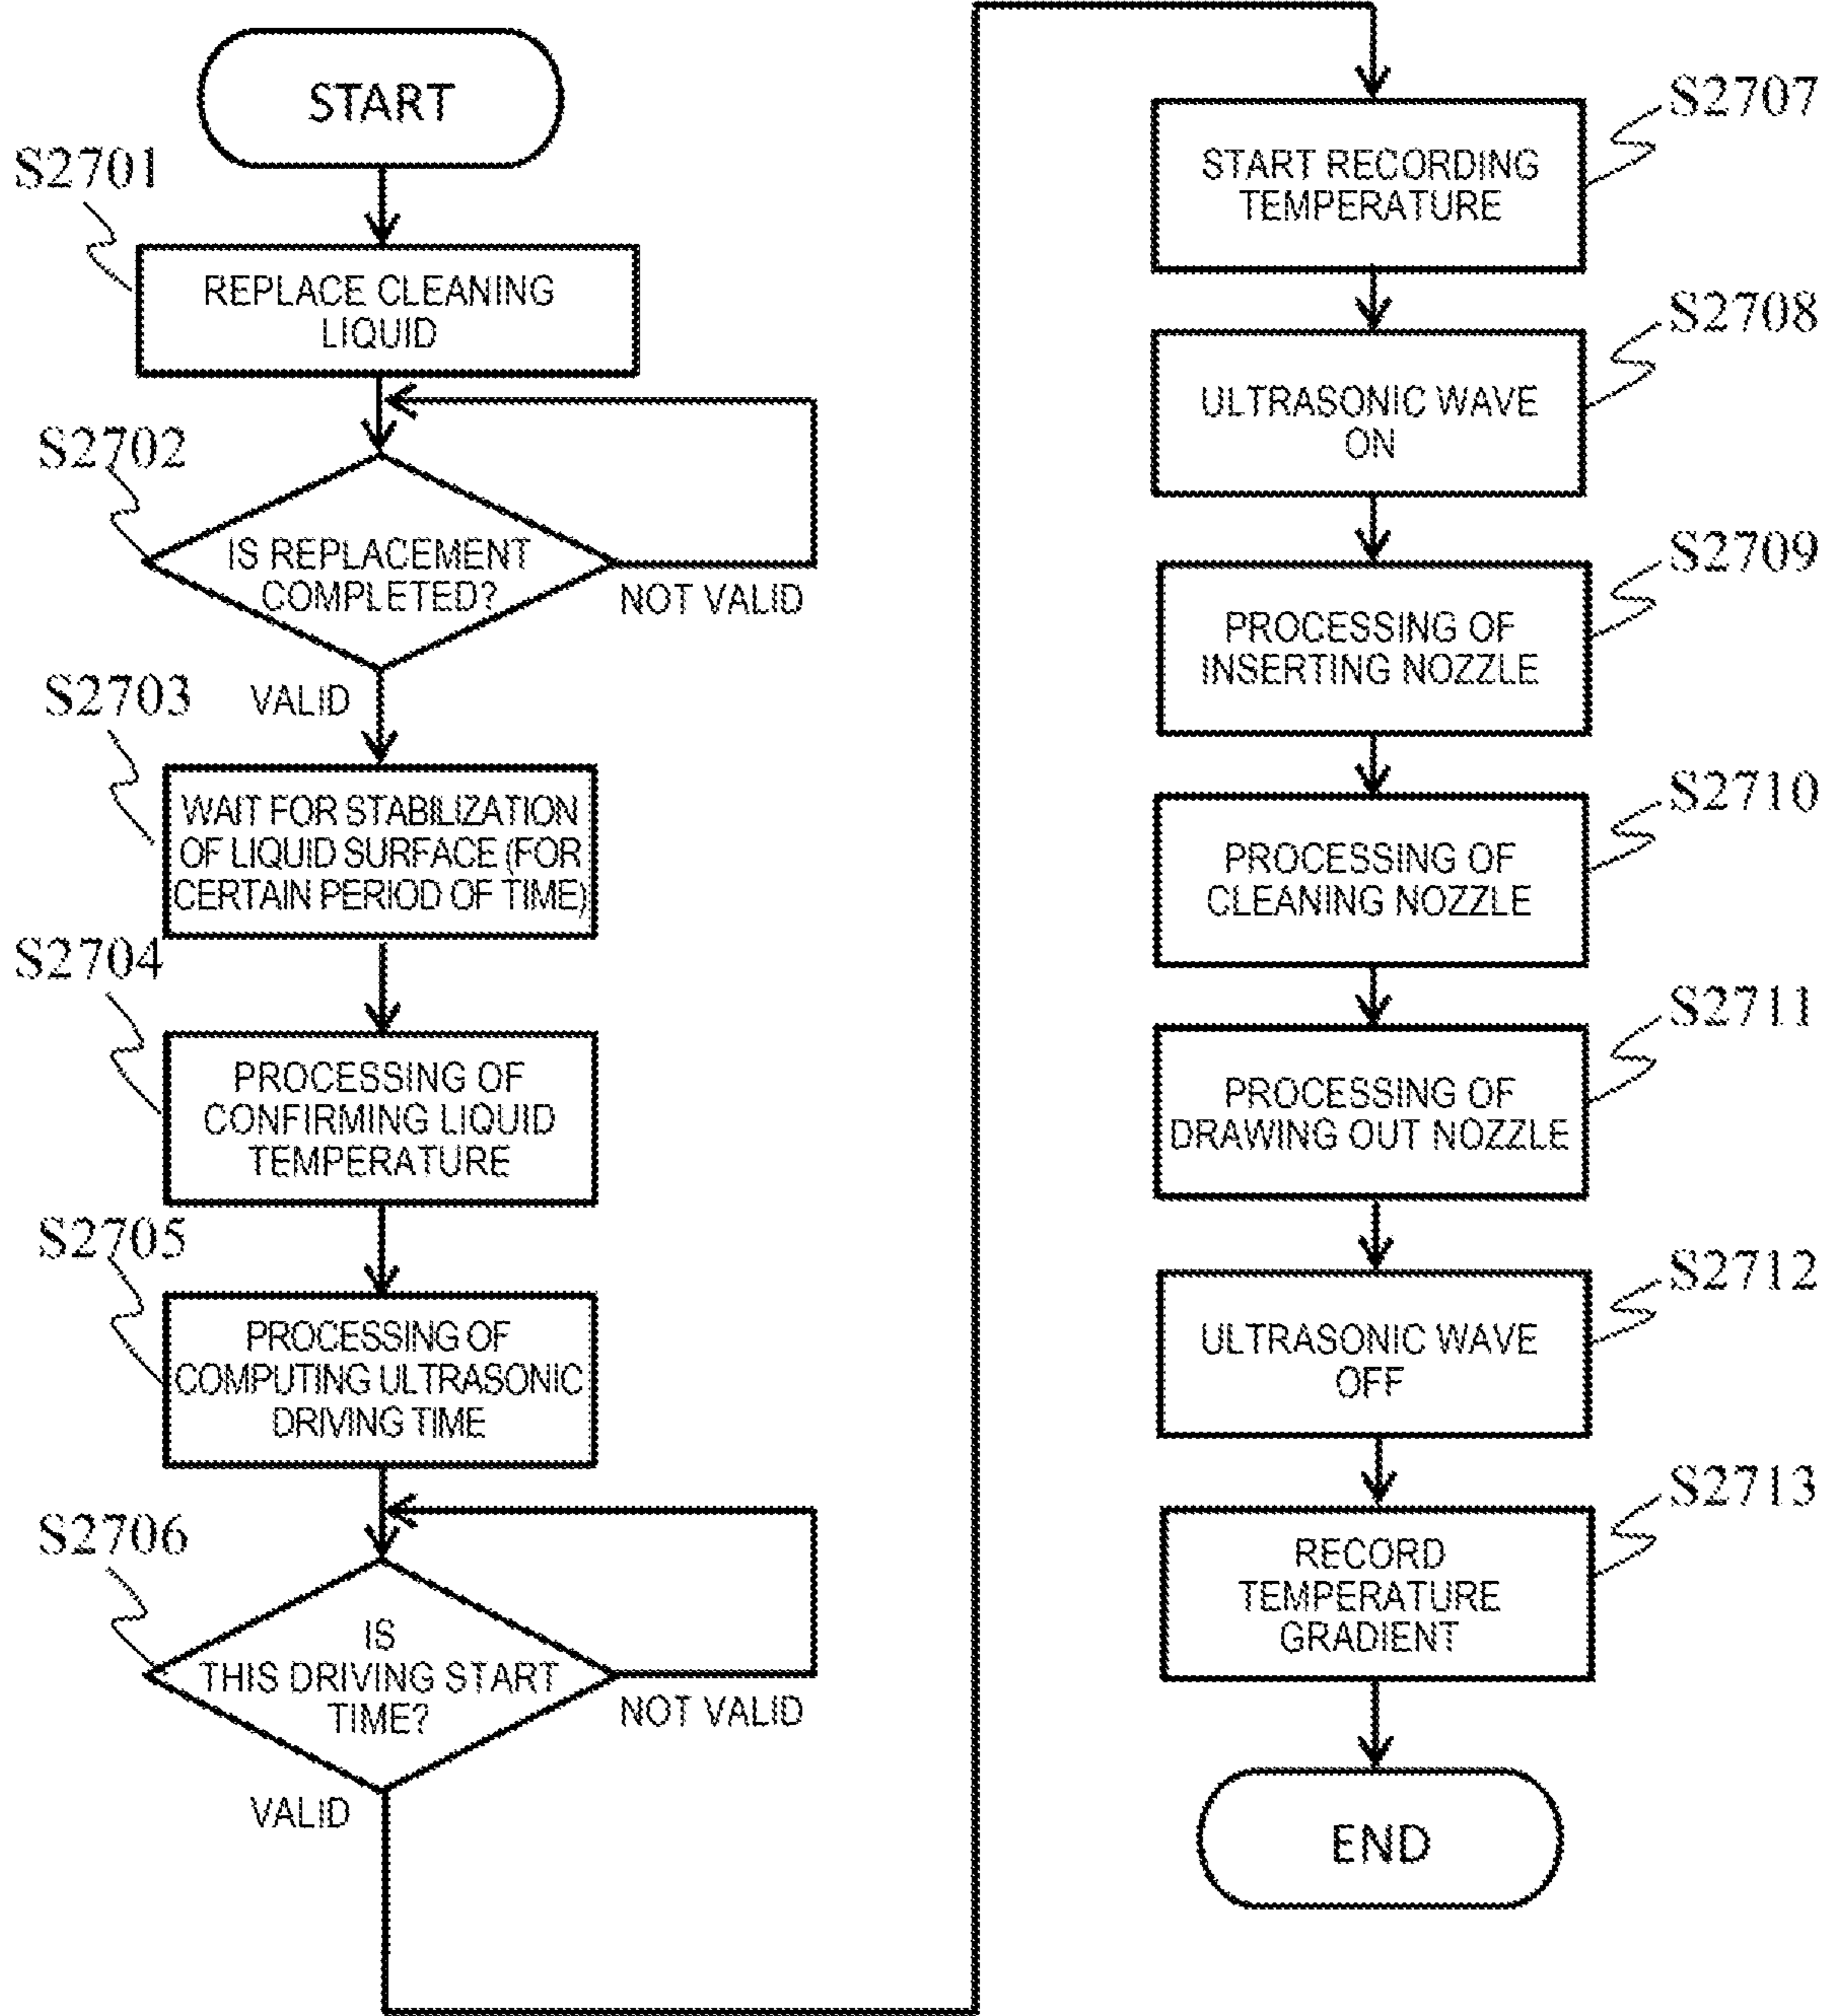 START
S2701
REPLACE CLEANING
LIQUID
S2702
IS REPLACEMENT
COMPLETED?
NOT VALID
VALID
S2703
WAIT FOR STABILIZATION
OF LIQUID SURFACE (FOR
CERTAIN PERIOD OF TIME)
S2704
PROCESSING OF
CONFIRMING LIQUID
TEMPERATURE
S2705
PROCESSING OF
COMPUTING ULTRASONIC
DRIVING TIME
S2706
IS
THIS DRIVING START
TIME?
NOT VALID
VALID
S2707
START RECORDING
TEMPERATURE
S2708
ULTRASONIC WAVE
ON
S2709
PROCESSING OF
INSERTING NOZZLE
S2710
PROCESSING OF
CLEANING NOZZLE
S2711
PROCESSING OF
DRAWING OUT NOZZLE
S2712
ULTRASONIC WAVE
OFF
S2713
RECORD
TEMPERATURE
GRADIENT
END